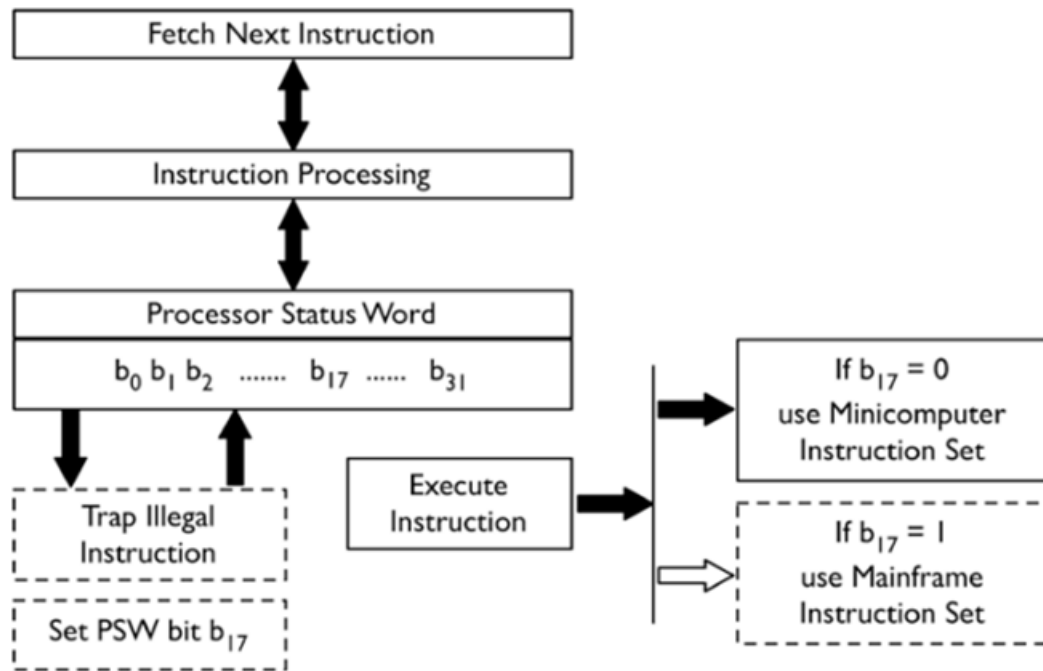 Fetch Next Instruction
Instruction Processing
Processor Status Word
b0 b1 b2 ....... b17 ...... b31
Trap Illegal
Instruction
Set PSW bit b17
Execute
Instruction
If b17 = 0
use Minicomputer
Instruction Set
If b17 = 1
use Mainframe
Instruction Set